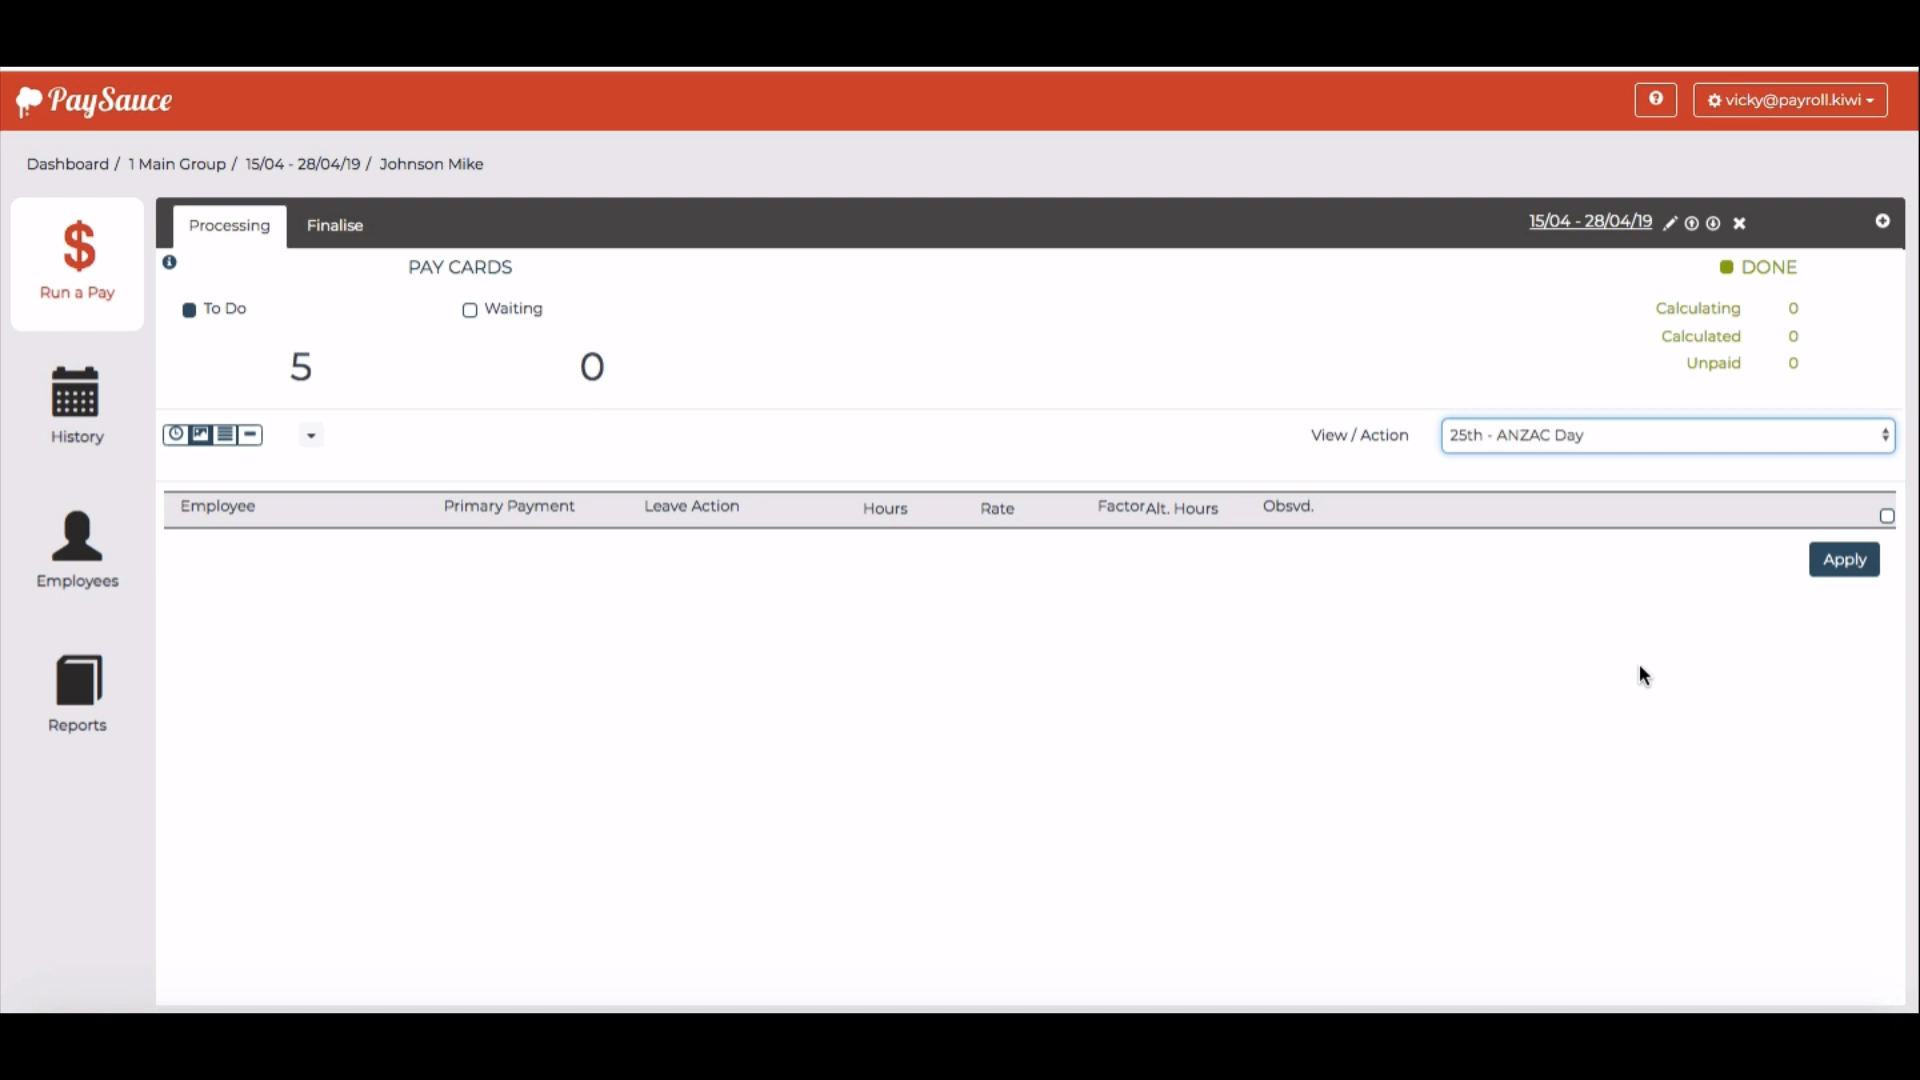 PaySauce
vicky@payroll.kiwi
Dashboard / 1 Main Group / 15/04 - 28/04/19 / Johnson Mike
Run a Pay
History
Employees
Reports
Processing Finalise 15/04 - 28/04/19
PAY CARDS DONE
To Do Waiting Calculating 0
Calculated 0
5 0 Unpaid 0
View / Action 25th - ANZAC Day
Employee Primary Payment Leave Action Hours Rate Factor Alt. Hours Obsvd.
Apply